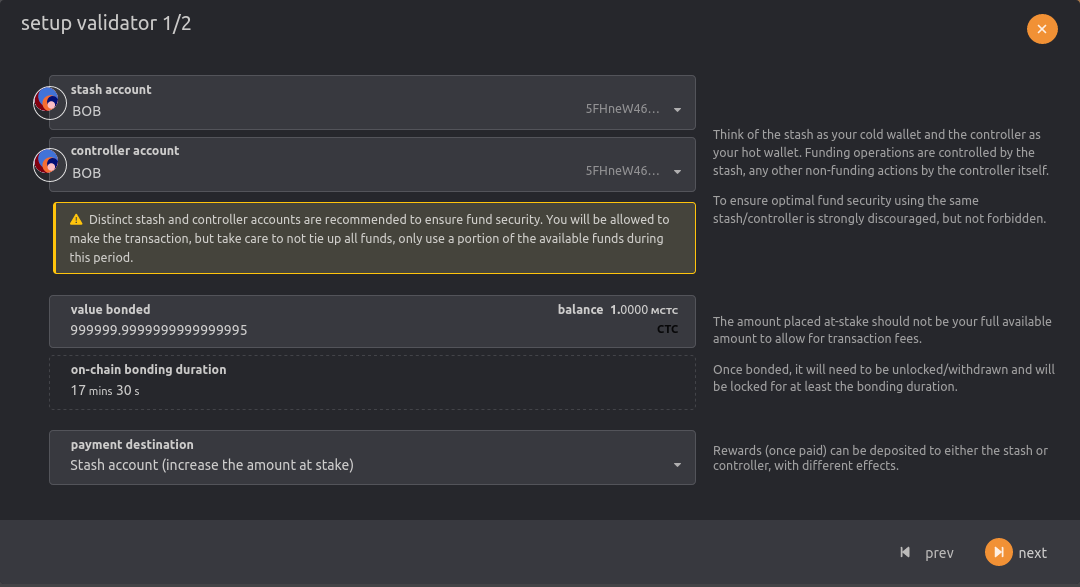 setup validator 1/2
stash account
BOB 5FHneW46...
controller account
BOB 5FHneW46...
Think of the stash as your cold wallet and the controller as
your hot wallet. Funding operations are controlled by the
stash, any other non-funding actions by the controller itself.
To ensure optimal fund security using the same
stash/controller is strongly discouraged, but not forbidden.
Distinct stash and controller accounts are recommended to ensure fund security. You will be allowed to
make the transaction, but take care to not tie up all funds, only use a portion of the available funds during
this period.
value bonded balance 1.0000 MCTC
999999.9999999999999995 CTC
The amount placed at-stake should not be your full available
amount to allow for transaction fees.
on-chain bonding duration
17 mins 30 s
Once bonded, it will need to be unlocked/withdrawn and will
be locked for at least the bonding duration.
payment destination
Stash account (increase the amount at stake)
Rewards (once paid) can be deposited to either the stash or
controller, with different effects.
prev next